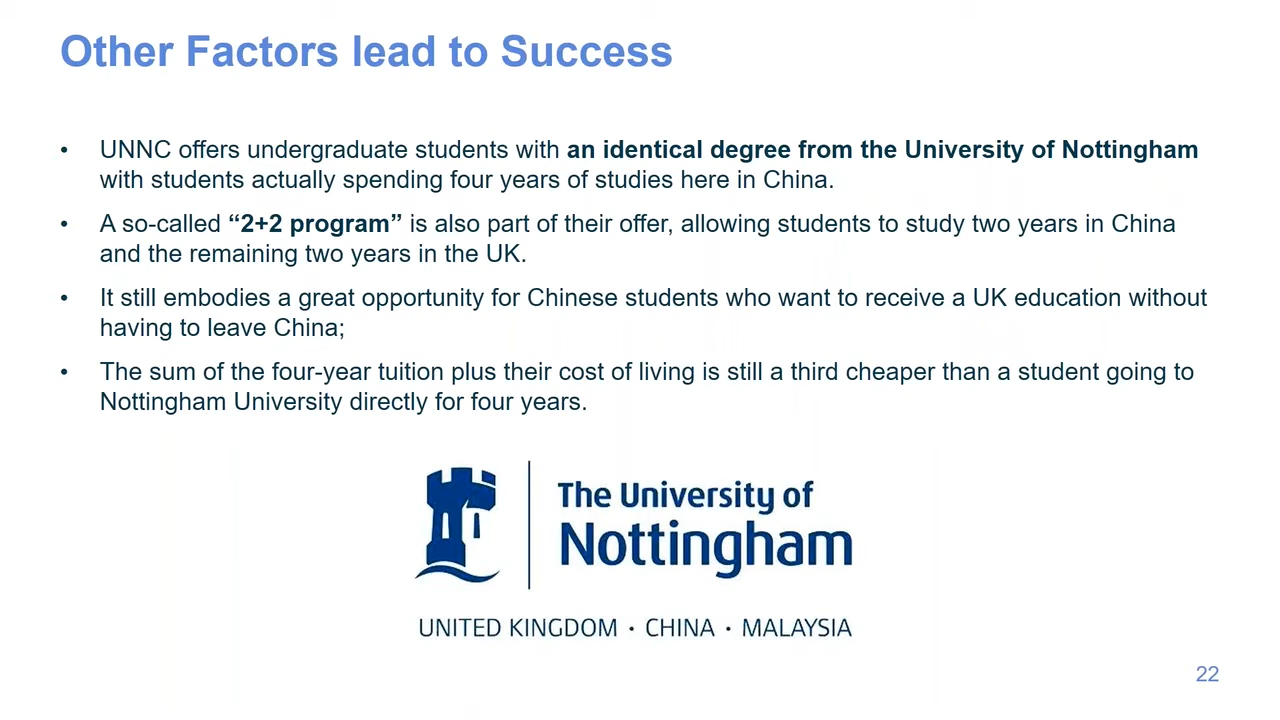 Other Factors lead to Success
• UNNC offers undergraduate students with an identical degree from the University of Nottingham
with students actually spending four years of studies here in China.
• A so-called “2+2 program” is also part of their offer, allowing students to study two years in China
and the remaining two years in the UK.
• It still embodies a great opportunity for Chinese students who want to receive a UK education without
having to leave China;
• The sum of the four-year tuition plus their cost of living is still a third cheaper than a student going to
Nottingham University directly for four years.
The University of
Nottingham
UNITED KINGDOM · CHINA · MALAYSIA
22